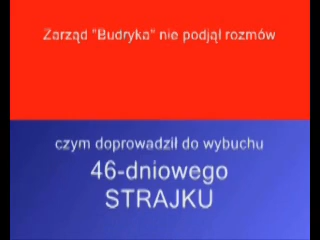 Zarząd "Budryka" nie podjął rozmów
czym doprowadził do wybuchu
46-dniowego
STRAJKU